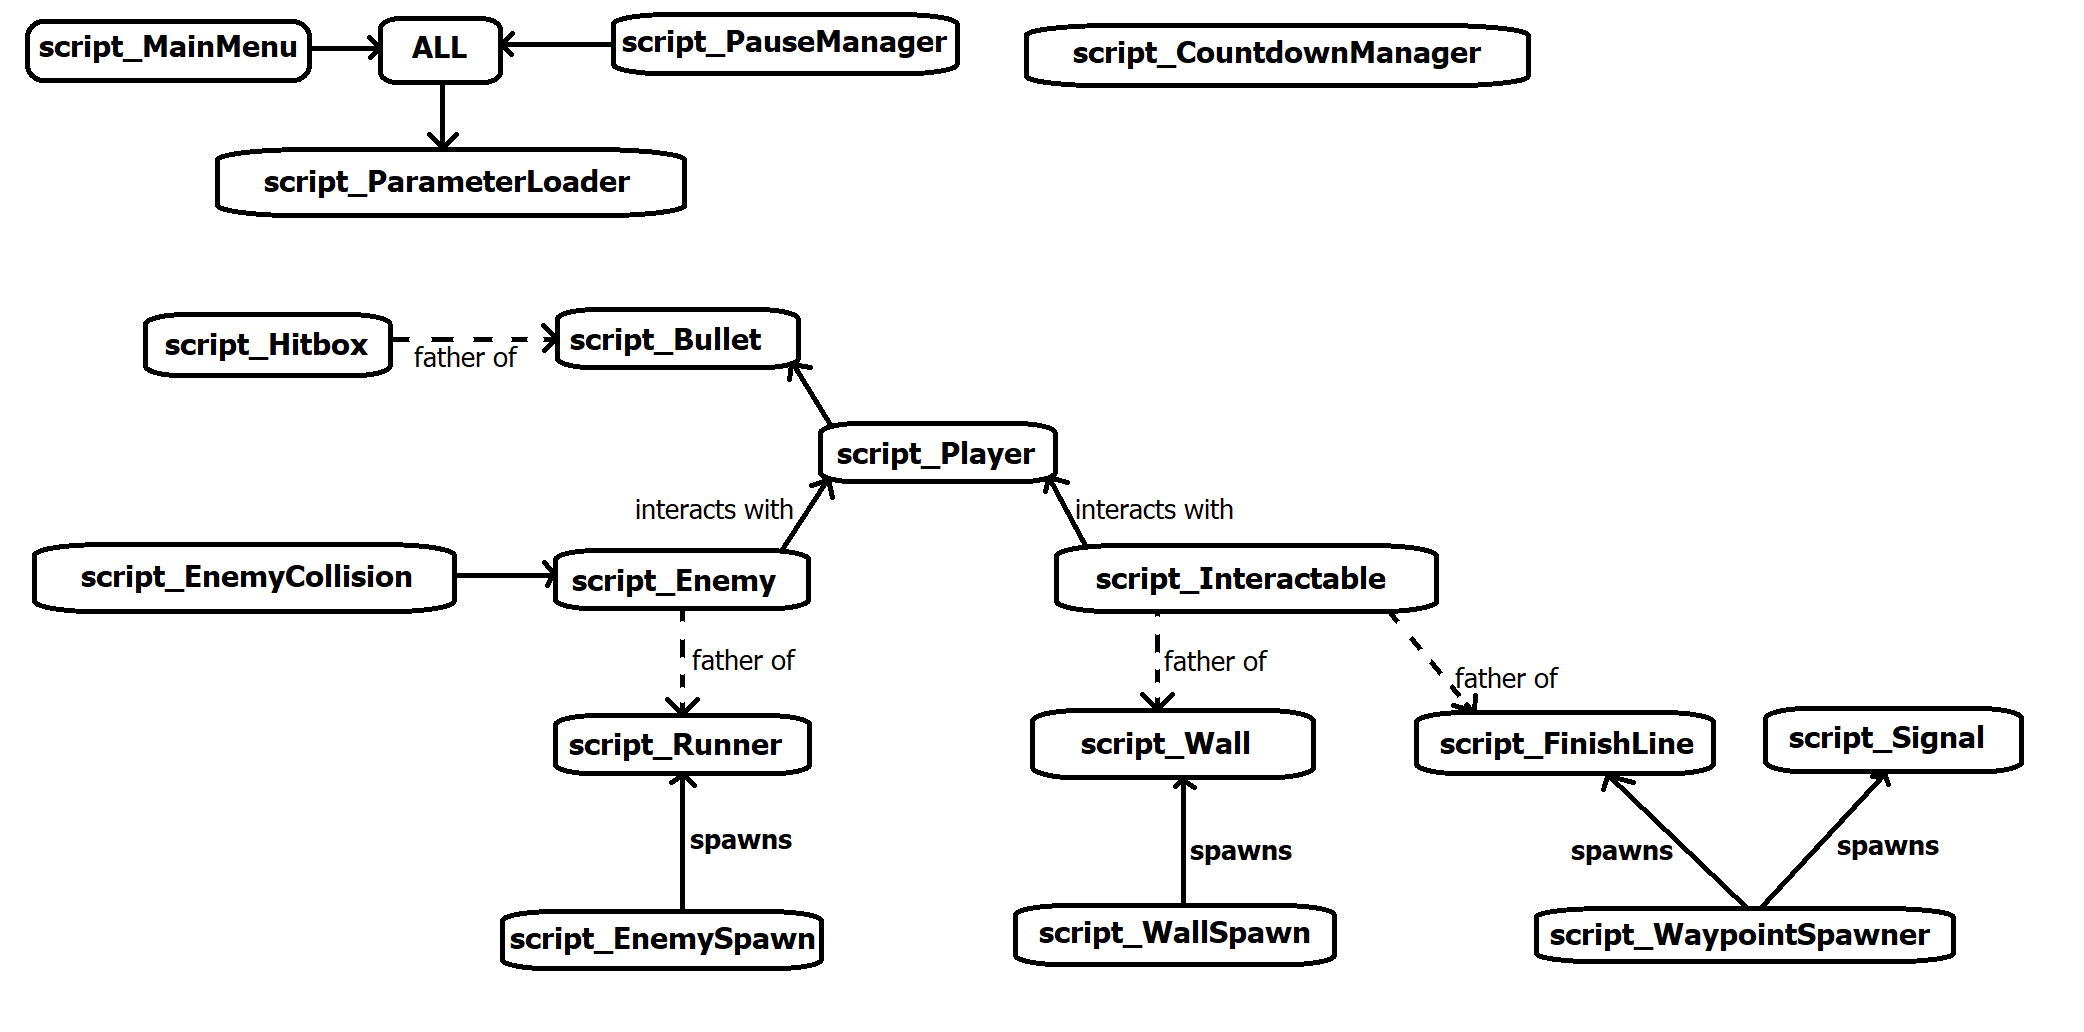 script_MainMenu
ALL
script_PauseManager
script_CountdownManager
script_ParameterLoader
script_Hitbox
father of
script_Bullet
script_Player
interacts with
interacts with
script_EnemyCollision
script_Enemy
script_Interactable
father of
father of
father of
script_Runner
script_Wall
script_FinishLine
script_Signal
spawns
spawns
spawns
spawns
script_EnemySpawn
script_WallSpawn
script_WaypointSpawner